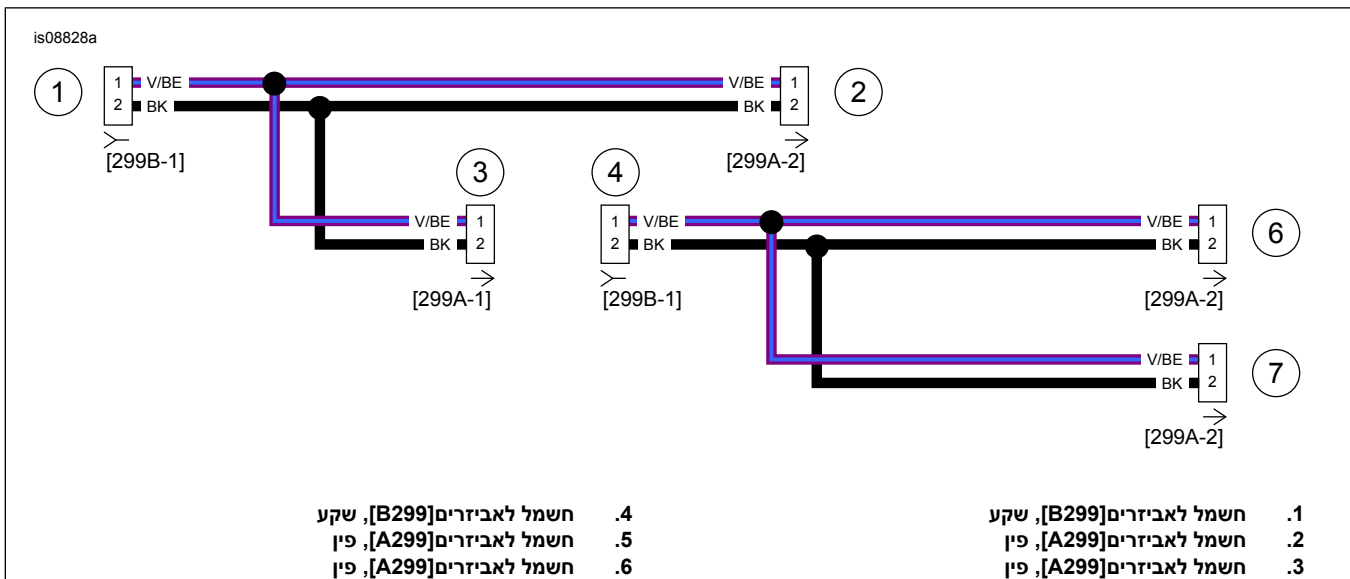 is08828a
1
1 V/BE V/BE 1
2 BK BK 2
2
[299B-1]
[299A-2]
3
V/BE 1
BK 2
[299A-1]
4
1 V/BE V/BE 1
2 BK BK 2
6
[299B-1]
[299A-2]
V/BE 1
BK 2
7
[299A-2]
1. חשמל לאביזרים[B299], שקע
2. חשמל לאביזרים[A299], פין
3. חשמל לאביזרים[A299], פין
4. חשמל לאביזרים[B299], שקע
5. חשמל לאביזרים[A299], פין
6. חשמל לאביזרים[A299], פין